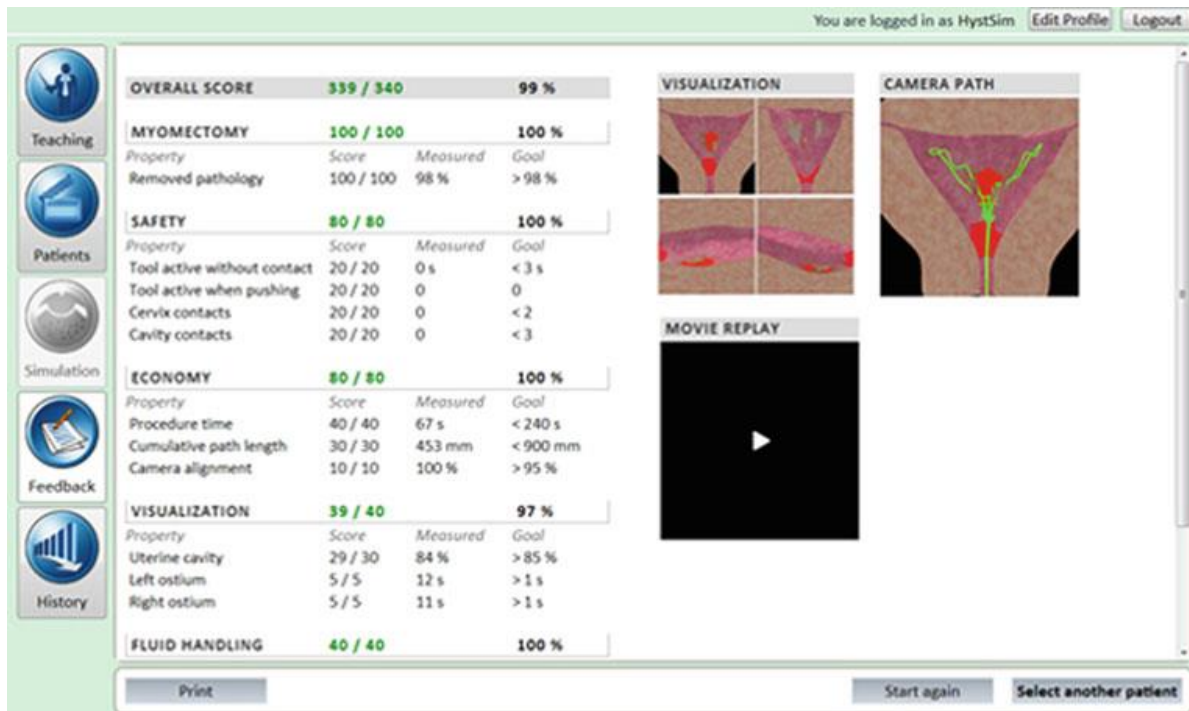 You are logged in as HystSim Edit Profile Logout
Teaching
Patients
Simulation
Feedback
History
OVERALL SCORE 339 / 340 99 %
MYOMECTOMY 100 / 100 100 %
Property Score Measured Goal
Removed pathology 100 / 100 98 % > 98 %
SAFETY 80 / 80 100 %
Property Score Measured Goal
Tool active without contact 20 / 20 0 s < 3 s
Tool active when pushing 20 / 20 0 0
Cervix contacts 20 / 20 0 < 2
Cavity contacts 20 / 20 0 < 3
ECONOMY 80 / 80 100 %
Property Score Measured Goal
Procedure time 40 / 40 67 s < 240 s
Cumulative path length 30 / 30 453 mm < 900 mm
Camera alignment 10 / 10 100 % > 95 %
VISUALIZATION 39 / 40 97 %
Property Score Measured Goal
Uterine cavity 29 / 30 84 % > 85 %
Left ostium 5 / 5 12 s > 1 s
Right ostium 5 / 5 11 s > 1 s
FLUID HANDLING 40 / 40 100 %
VISUALIZATION
CAMERA PATH
MOVIE REPLAY
Print Start again Select another patient